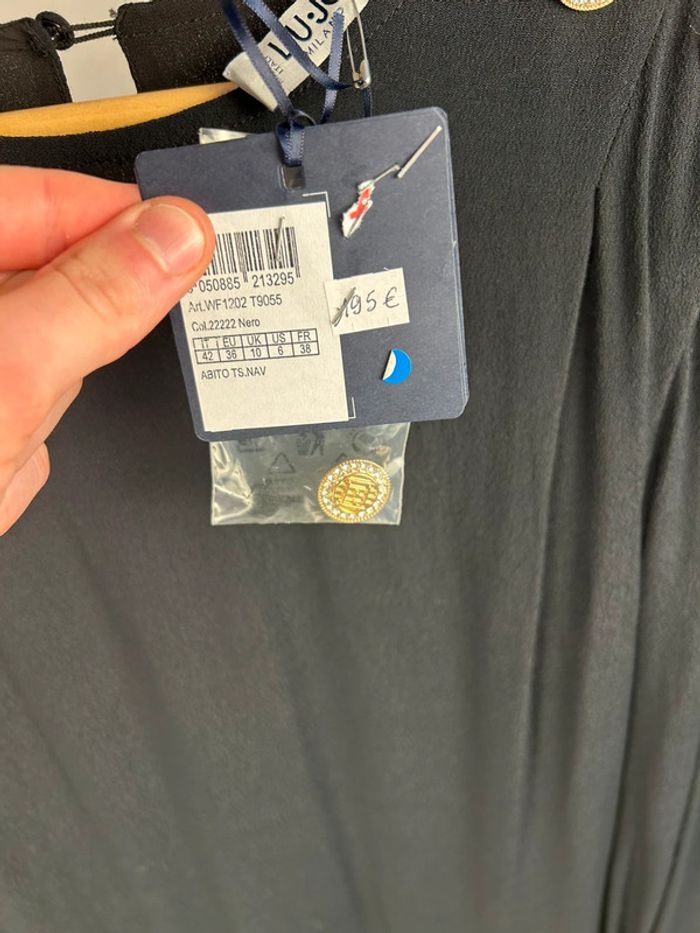 LIU·JO
MILANO
050885 213295
Art.WF1202 T9055
Col.22222 Nero
IT EU UK US FR
42 36 10 6 38
ABITO TS.NAV
195€